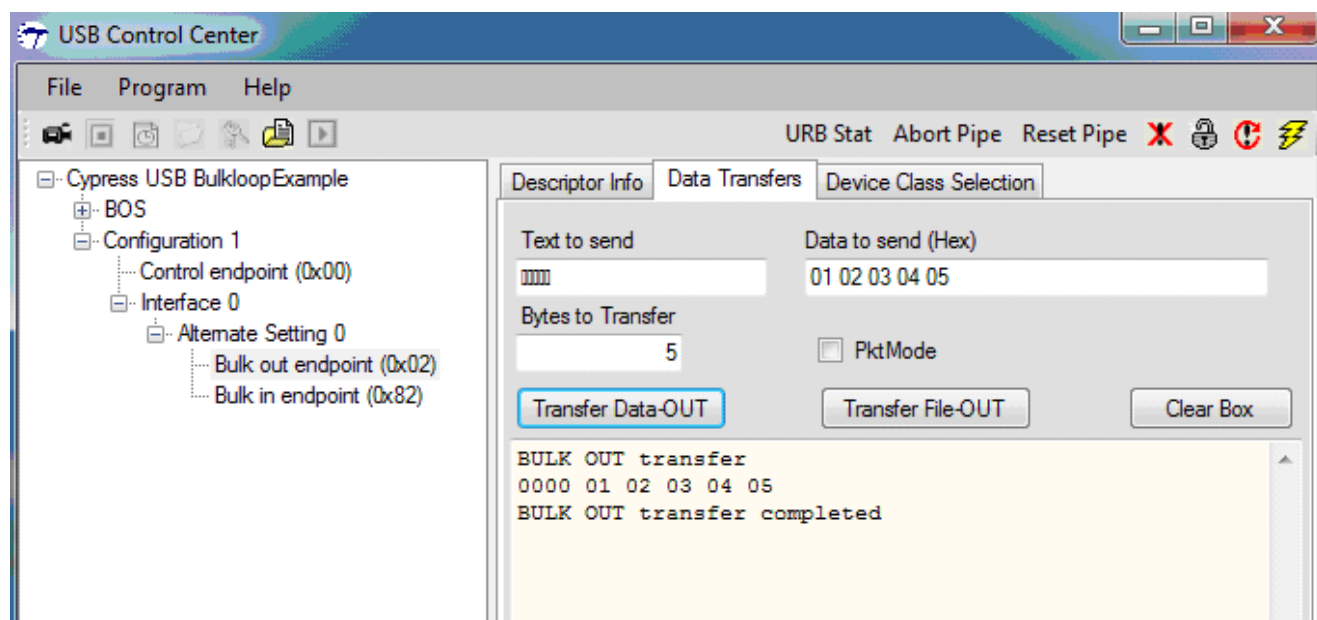 USB Control Center
File Program Help
URB Stat Abort Pipe Reset Pipe
Cypress USB BulkloopExample
BOS
Configuration 1
Control endpoint (0x00)
Interface 0
Alternate Setting 0
Bulk out endpoint (0x02)
Bulk in endpoint (0x82)
Descriptor Info Data Transfers Device Class Selection
Text to send Data to send (Hex)
01 02 03 04 05
Bytes to Transfer
5 PktMode
Transfer Data-OUT Transfer File-OUT Clear Box
BULK OUT transfer
0000 01 02 03 04 05
BULK OUT transfer completed